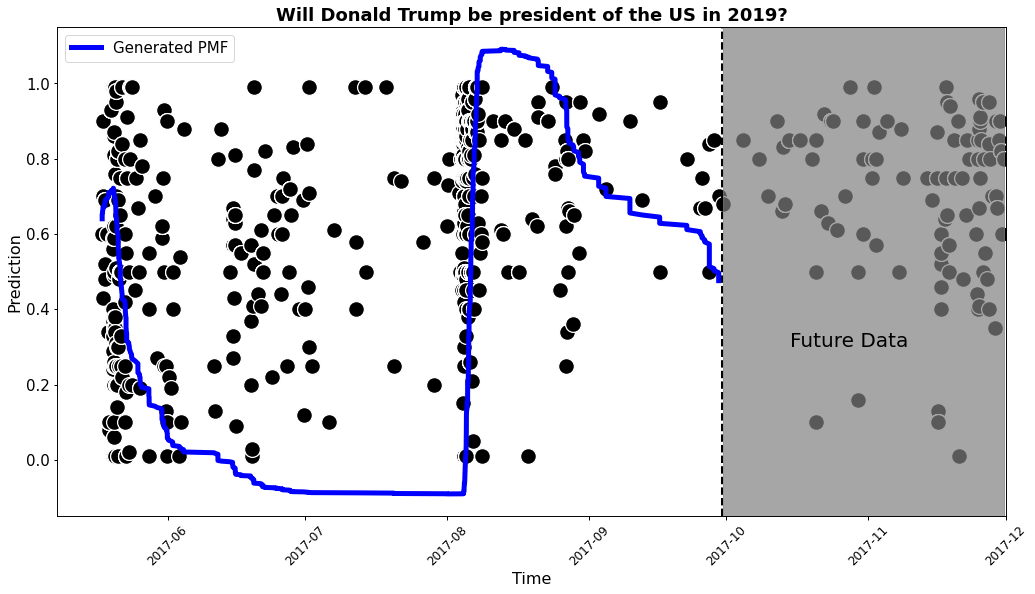 Will Donald Trump be president of the US in 2019?
Generated PMF
1.0
0.8
0.6
0.4
0.2
0.0
Prediction
Future Data
2017-06
2017-07
2017-08
2017-09
2017-10
2017-11
2017-12
Time